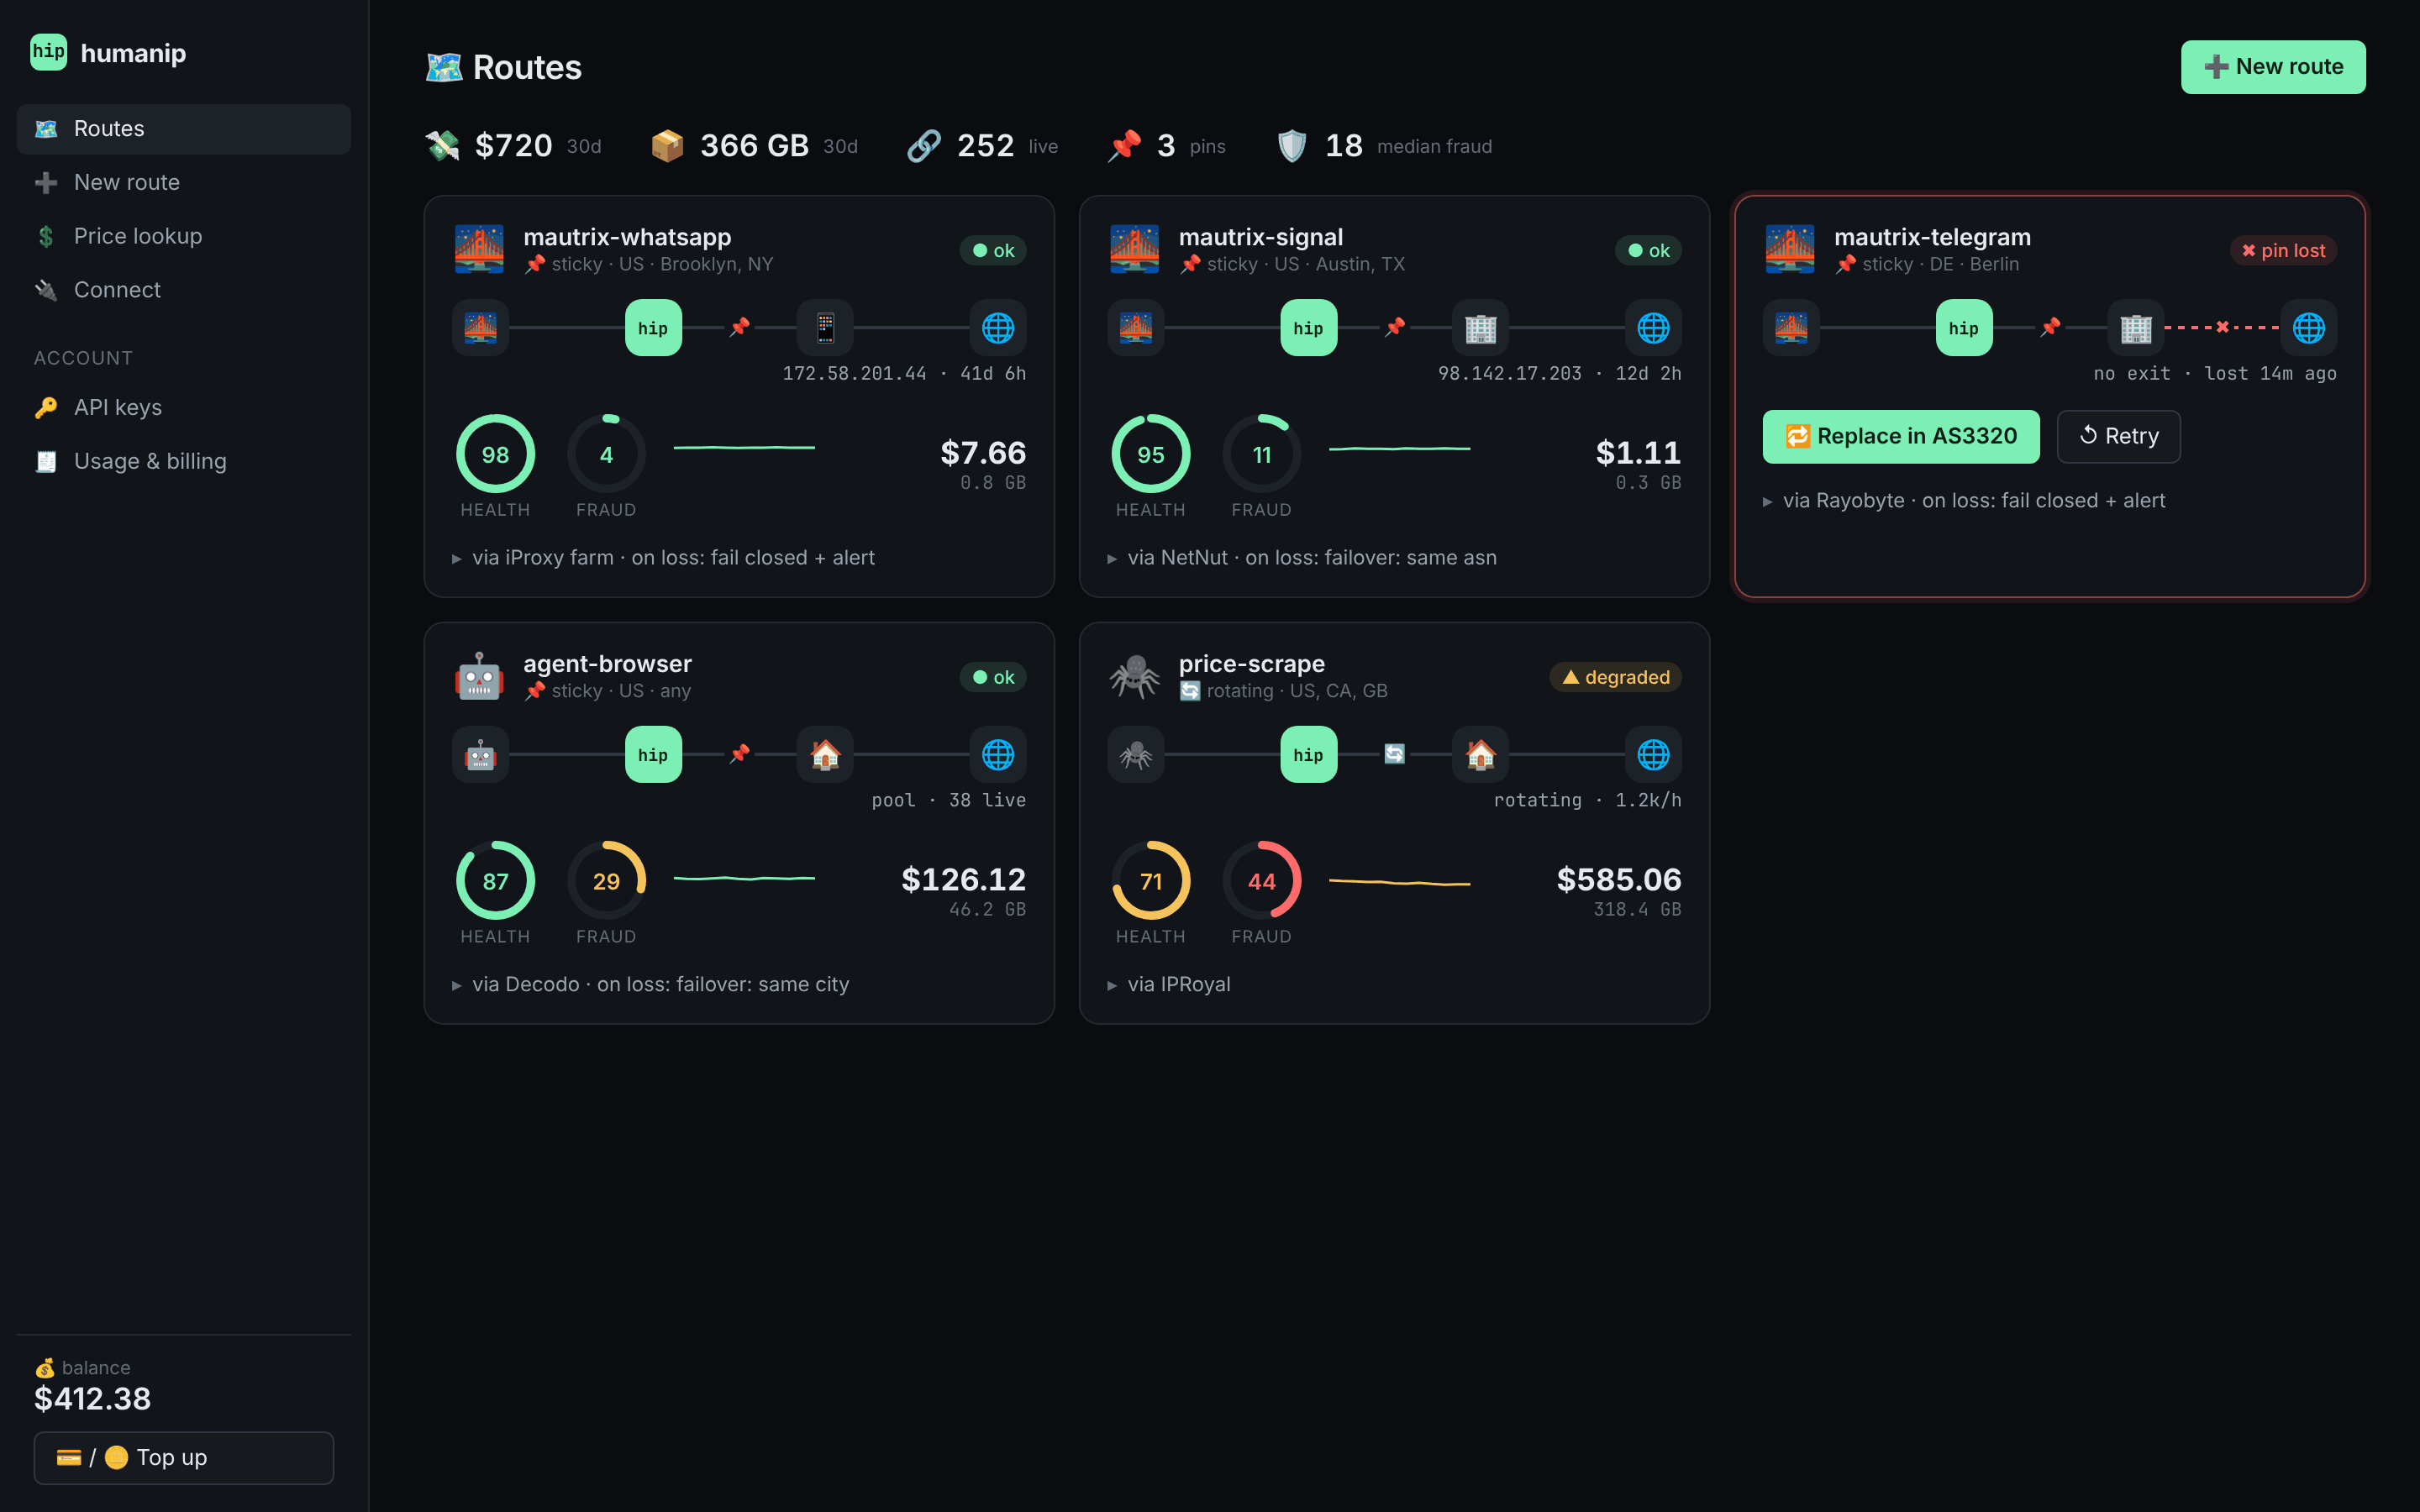 hip humanip
Routes
New route
Price lookup
Connect
ACCOUNT
API keys
Usage & billing
balance
$412.38
/ Top up
Routes
New route
$720 30d
366 GB 30d
252 live
3 pins
18 median fraud
mautrix-whatsapp
sticky · US · Brooklyn, NY
ok
hip
172.58.201.44 · 41d 6h
98
4
HEALTH
FRAUD
$7.66
0.8 GB
via iProxy farm · on loss: fail closed + alert
mautrix-signal
sticky · US · Austin, TX
ok
hip
98.142.17.203 · 12d 2h
95
11
HEALTH
FRAUD
$1.11
0.3 GB
via NetNut · on loss: failover: same asn
mautrix-telegram
sticky · DE · Berlin
pin lost
hip
no exit · lost 14m ago
Replace in AS3320
Retry
via Rayobyte · on loss: fail closed + alert
agent-browser
sticky · US · any
ok
hip
pool · 38 live
87
29
HEALTH
FRAUD
$126.12
46.2 GB
via Decodo · on loss: failover: same city
price-scrape
rotating · US, CA, GB
degraded
hip
rotating · 1.2k/h
71
44
HEALTH
FRAUD
$585.06
318.4 GB
via IPRoyal